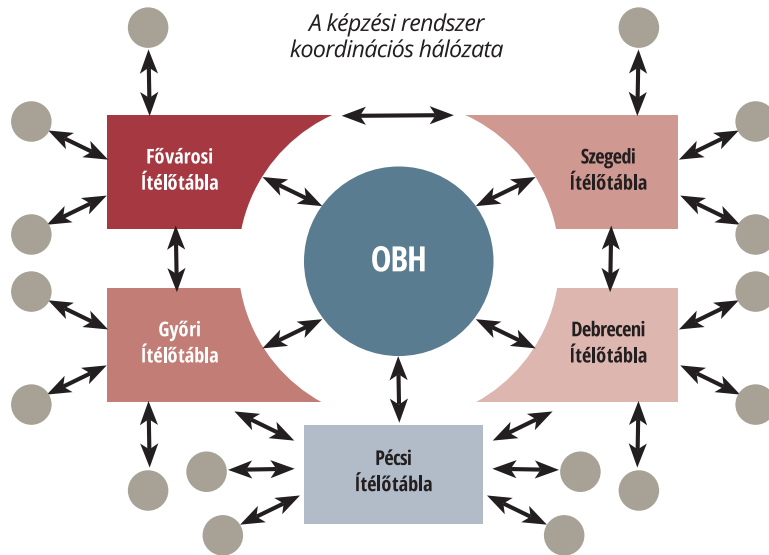 A képzési rendszer
koordinációs hálózata
Fővárosi
Ítélőtábla
Szegedi
Ítélőtábla
OBH
Győri
Ítélőtábla
Debreceni
Ítélőtábla
Pécsi
Ítélőtábla